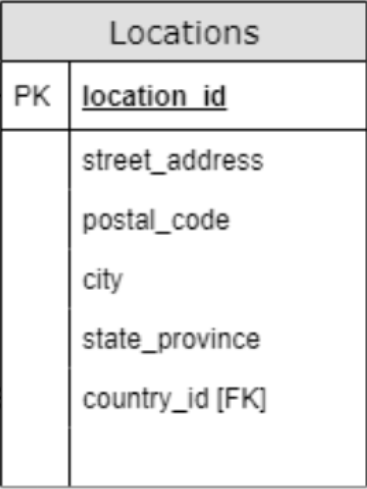 Locations
PK location_id
street_address
postal_code
city
state_province
country_id [FK]